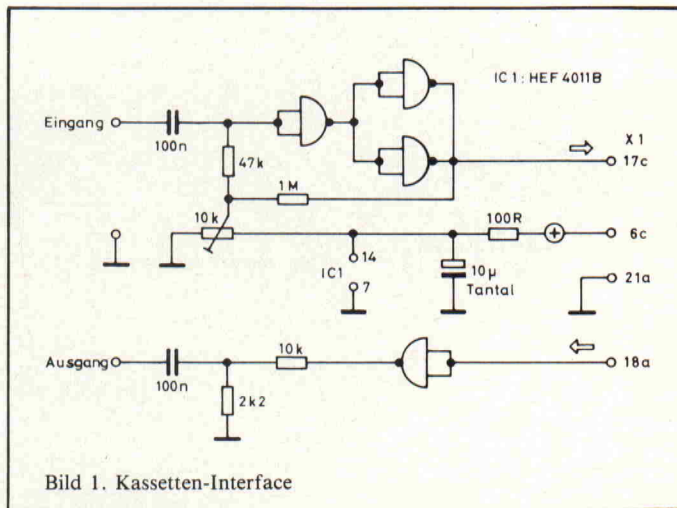 IC 1 : HEF 4011B
Eingang
100n
47k
1M
X 1
17c
10k
100R
6c
14
IC1
7
10µ
Tantal
21a
Ausgang
100n
10k
2k2
18a
Bild 1. Kassetten-Interface